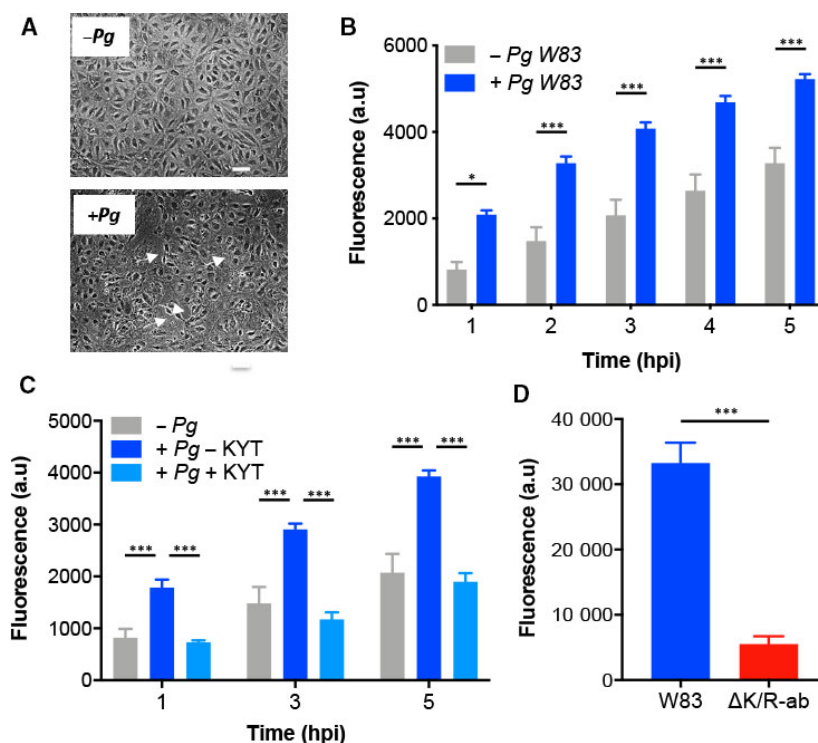 A
–Pg
+Pg
B
– Pg W83
+ Pg W83
Fluorescence (a.u)
6000
4000
2000
0
*
***
***
***
***
1 2 3 4 5
Time (hpi)
C
– Pg
+ Pg – KYT
+ Pg + KYT
Fluorescence (a.u)
5000
4000
3000
2000
1000
0
*** ***
*** ***
*** ***
1 3 5
Time (hpi)
D
Fluorescence (a.u)
40 000
30 000
20 000
10 000
0
***
W83 ΔK/R-ab